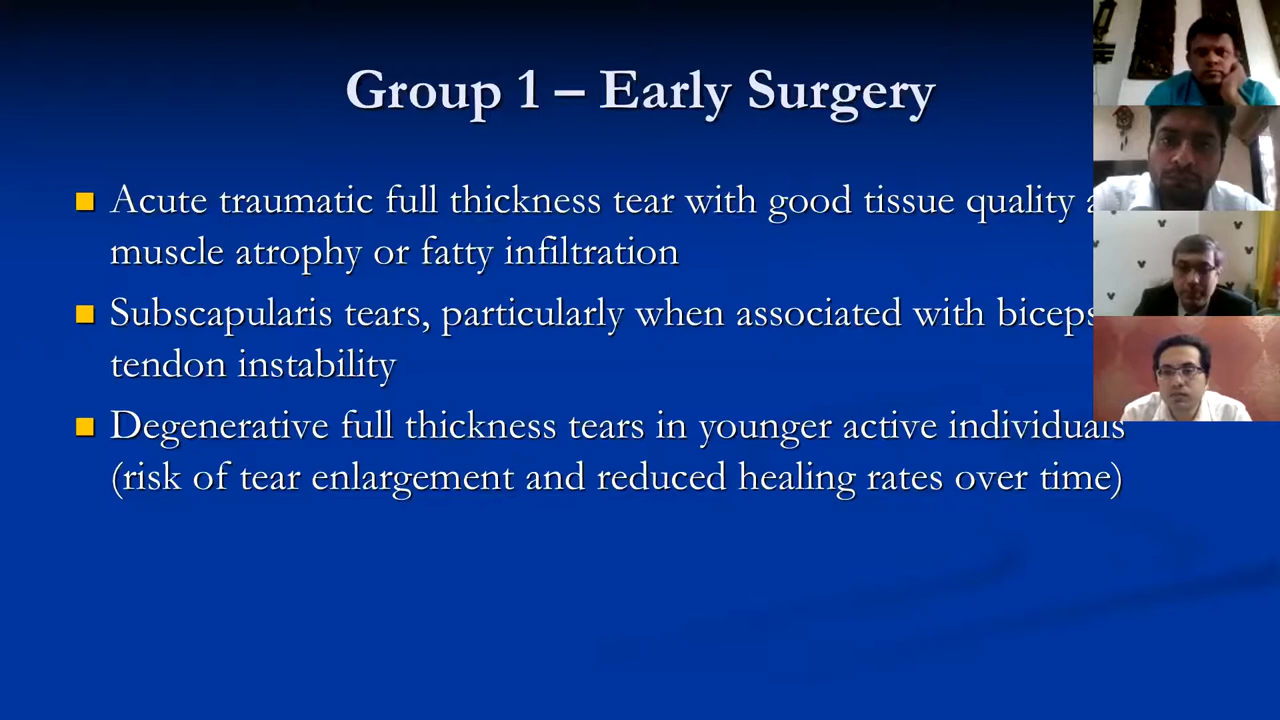 Group 1 – Early Surgery
Acute traumatic full thickness tear with good tissue quality
muscle atrophy or fatty infiltration
Subscapularis tears, particularly when associated with biceps
tendon instability
Degenerative full thickness tears in younger active individuals
(risk of tear enlargement and reduced healing rates over time)